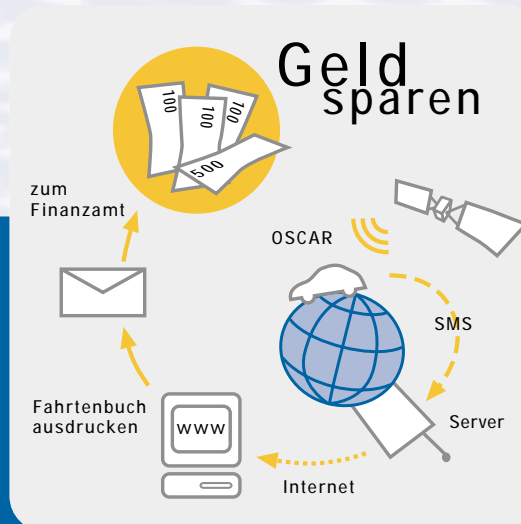 Geld
sparen
100
100
100
500
zum
Finanzamt
OSCAR
SMS
Server
Fahrtenbuch
ausdrucken
www
Internet